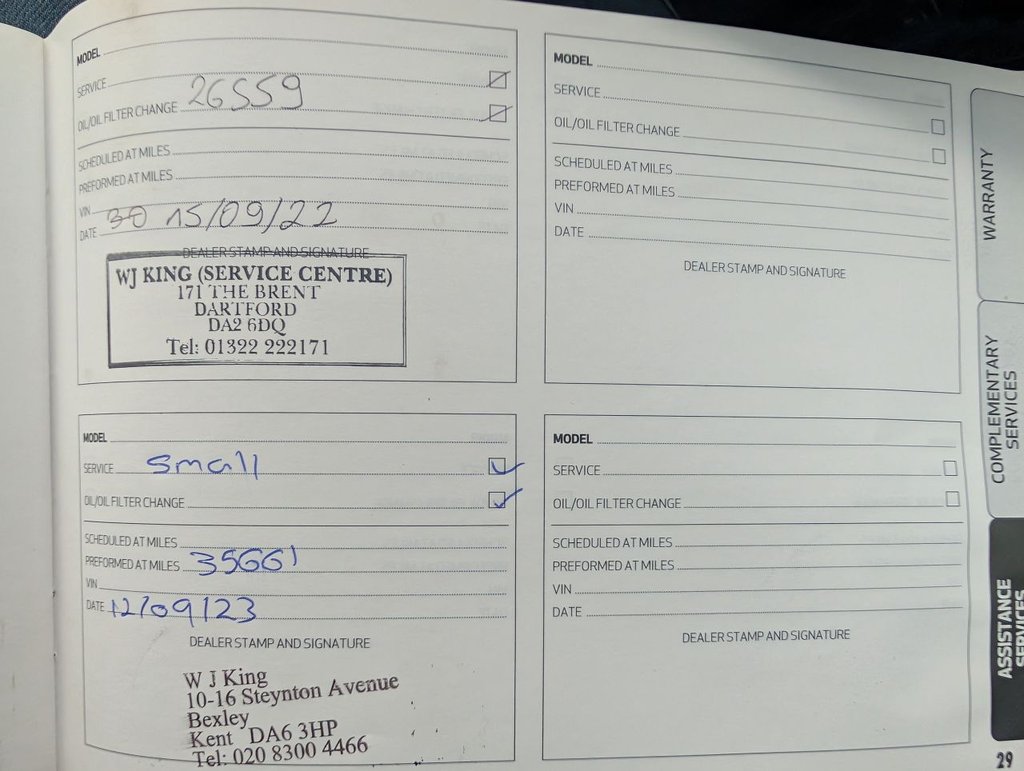 MODEL
SERVICE
26559
OIL/OIL FILTER CHANGE
SCHEDULED AT MILES
PREFORMED AT MILES
VIN
DATE 30 15/09/22
DEALER STAMP AND SIGNATURE
WJ KING (SERVICE CENTRE)
171 THE BRENT
DARTFORD
DA2 6DQ
Tel: 01322 222171
MODEL
SERVICE
OIL/OIL FILTER CHANGE
SCHEDULED AT MILES
PREFORMED AT MILES
VIN
DATE
DEALER STAMP AND SIGNATURE
MODEL
SERVICE small
OIL/OIL FILTER CHANGE
SCHEDULED AT MILES
PREFORMED AT MILES 35661
VIN
DATE 12/09/23
DEALER STAMP AND SIGNATURE
W J King
10-16 Steynton Avenue
Bexley
Kent DA6 3HP
Tel: 020 8300 4466
MODEL
SERVICE
OIL/OIL FILTER CHANGE
SCHEDULED AT MILES
PREFORMED AT MILES
VIN
DATE
DEALER STAMP AND SIGNATURE
WARRANTY
COMPLEMENTARY
SERVICES
ASSISTANCE
SERVICES
29